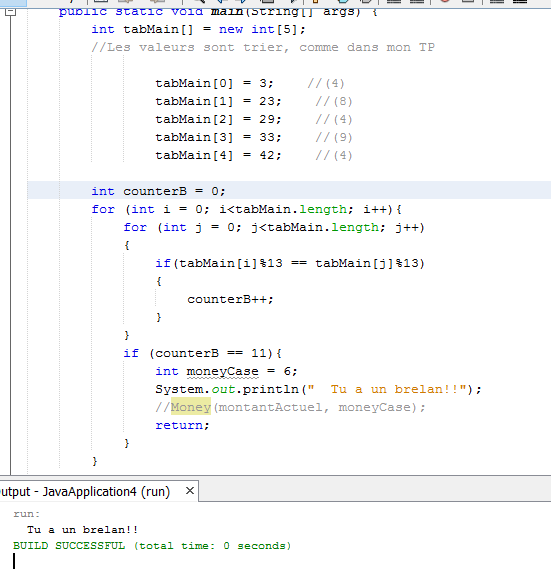 public static void main(String[] args) {
int tabMain[] = new int[5];
//Les valeurs sont trier, comme dans mon TP
tabMain[0] = 3;    //(4)
tabMain[1] = 23;    //(8)
tabMain[2] = 29;    //(4)
tabMain[3] = 33;    //(9)
tabMain[4] = 42;    //(4)
int counterB = 0;
for (int i = 0; i<tabMain.length; i++){
for (int j = 0; j<tabMain.length; j++)
{
if(tabMain[i]%13 == tabMain[j]%13)
{
counterB++;
}
}
if (counterB == 11){
int moneyCase = 6;
System.out.println("  Tu a un brelan!!");
//Money(montantActuel, moneyCase);
return;
}
}
utput - JavaApplication4 (run) ×
run:
Tu a un brelan!!
BUILD SUCCESSFUL (total time: 0 seconds)